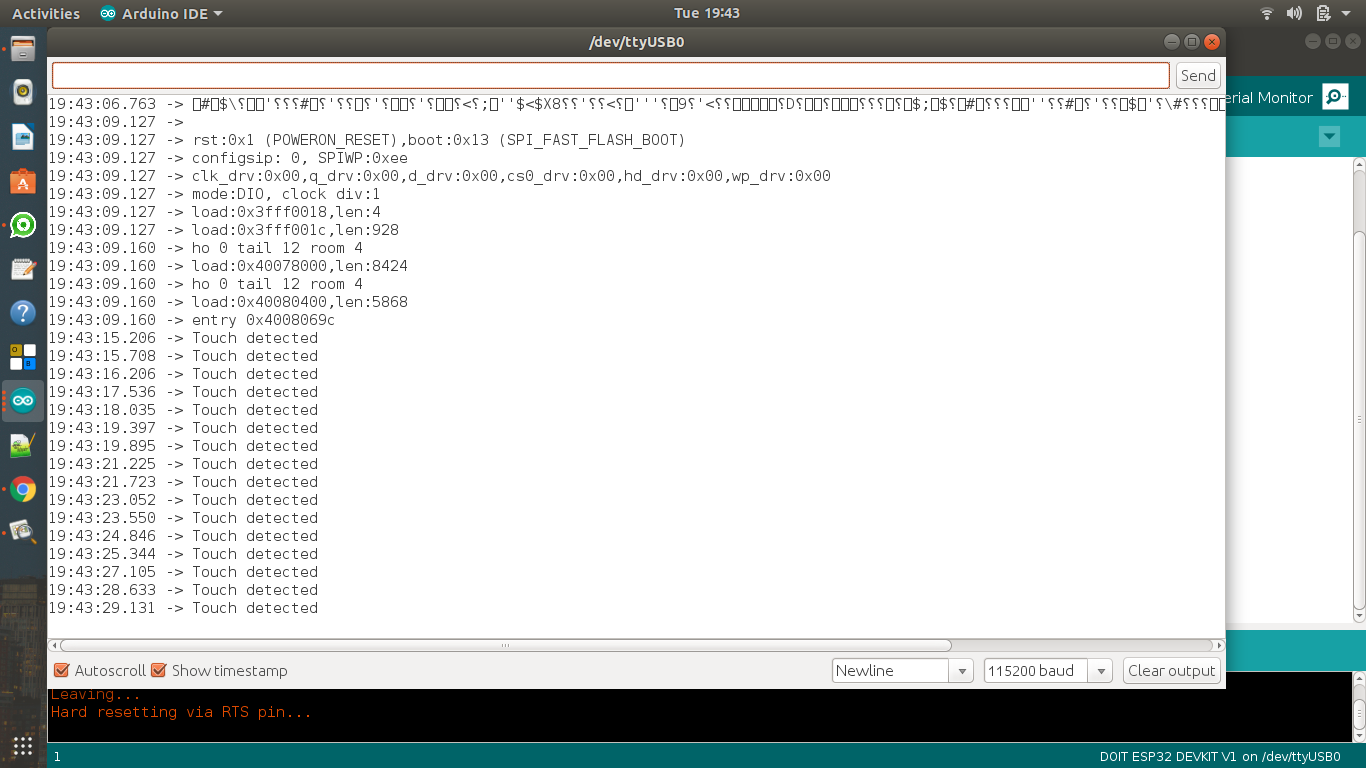 Activities
Arduino IDE
Tue 19:43
/dev/ttyUSB0
Send
erial Monitor
19:43:06.763 ->
19:43:09.127 ->
19:43:09.127 -> rst:0x1 (POWERON_RESET),boot:0x13 (SPI_FAST_FLASH_BOOT)
19:43:09.127 -> configsip: 0, SPIWP:0xee
19:43:09.127 -> clk_drv:0x00,q_drv:0x00,d_drv:0x00,cs0_drv:0x00,hd_drv:0x00,wp_drv:0x00
19:43:09.127 -> mode:DIO, clock div:1
19:43:09.127 -> load:0x3fff0018,len:4
19:43:09.127 -> load:0x3fff001c,len:928
19:43:09.160 -> ho 0 tail 12 room 4
19:43:09.160 -> load:0x40078000,len:8424
19:43:09.160 -> ho 0 tail 12 room 4
19:43:09.160 -> load:0x40080400,len:5868
19:43:09.160 -> entry 0x4008069c
19:43:15.206 -> Touch detected
19:43:15.708 -> Touch detected
19:43:16.206 -> Touch detected
19:43:17.536 -> Touch detected
19:43:18.035 -> Touch detected
19:43:19.397 -> Touch detected
19:43:19.895 -> Touch detected
19:43:21.225 -> Touch detected
19:43:21.723 -> Touch detected
19:43:23.052 -> Touch detected
19:43:23.550 -> Touch detected
19:43:24.846 -> Touch detected
19:43:25.344 -> Touch detected
19:43:27.105 -> Touch detected
19:43:28.633 -> Touch detected
19:43:29.131 -> Touch detected
Autoscroll
Show timestamp
Newline
115200 baud
Clear output
Leaving...
Hard resetting via RTS pin...
1
DOIT ESP32 DEVKIT V1 on /dev/ttyUSB0